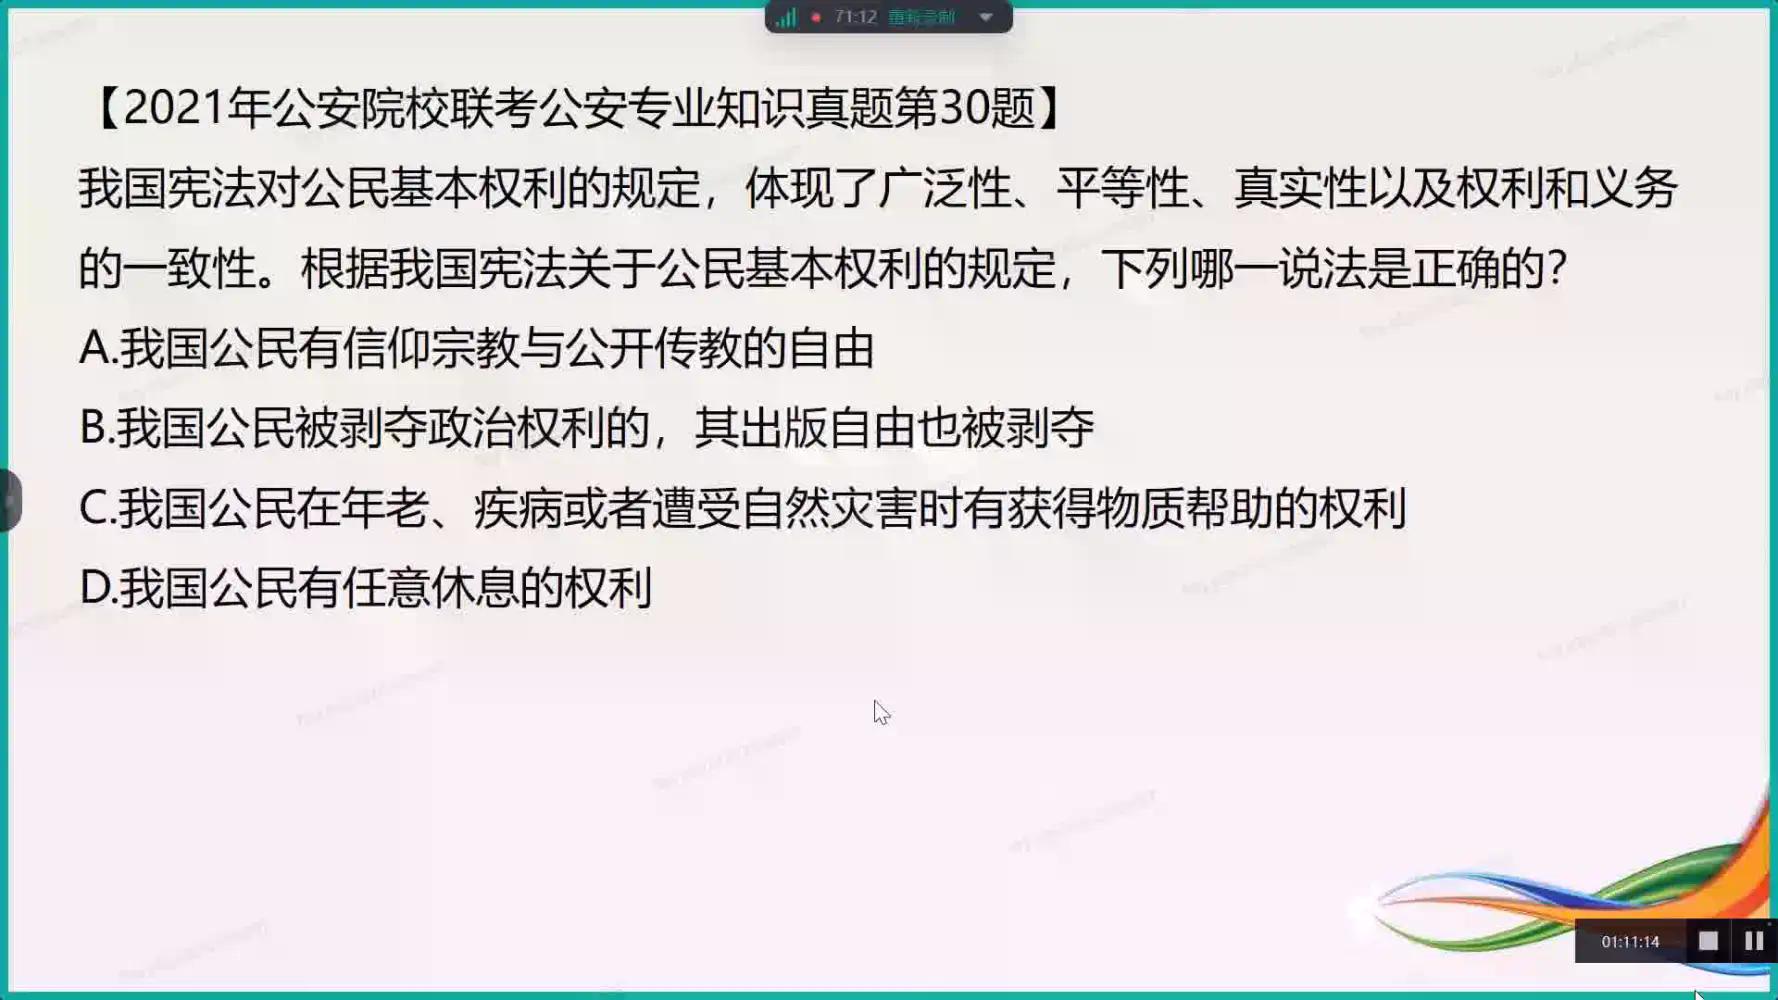 71:12 重新录制
【2021年公安院校联考公安专业知识真题第30题】
我国宪法对公民基本权利的规定，体现了广泛性、平等性、真实性以及权利和义务
的一致性。根据我国宪法关于公民基本权利的规定，下列哪一说法是正确的？
A.我国公民有信仰宗教与公开传教的自由
B.我国公民被剥夺政治权利的，其出版自由也被剥夺
C.我国公民在年老、疾病或者遭受自然灾害时有获得物质帮助的权利
D.我国公民有任意休息的权利
01:11:14